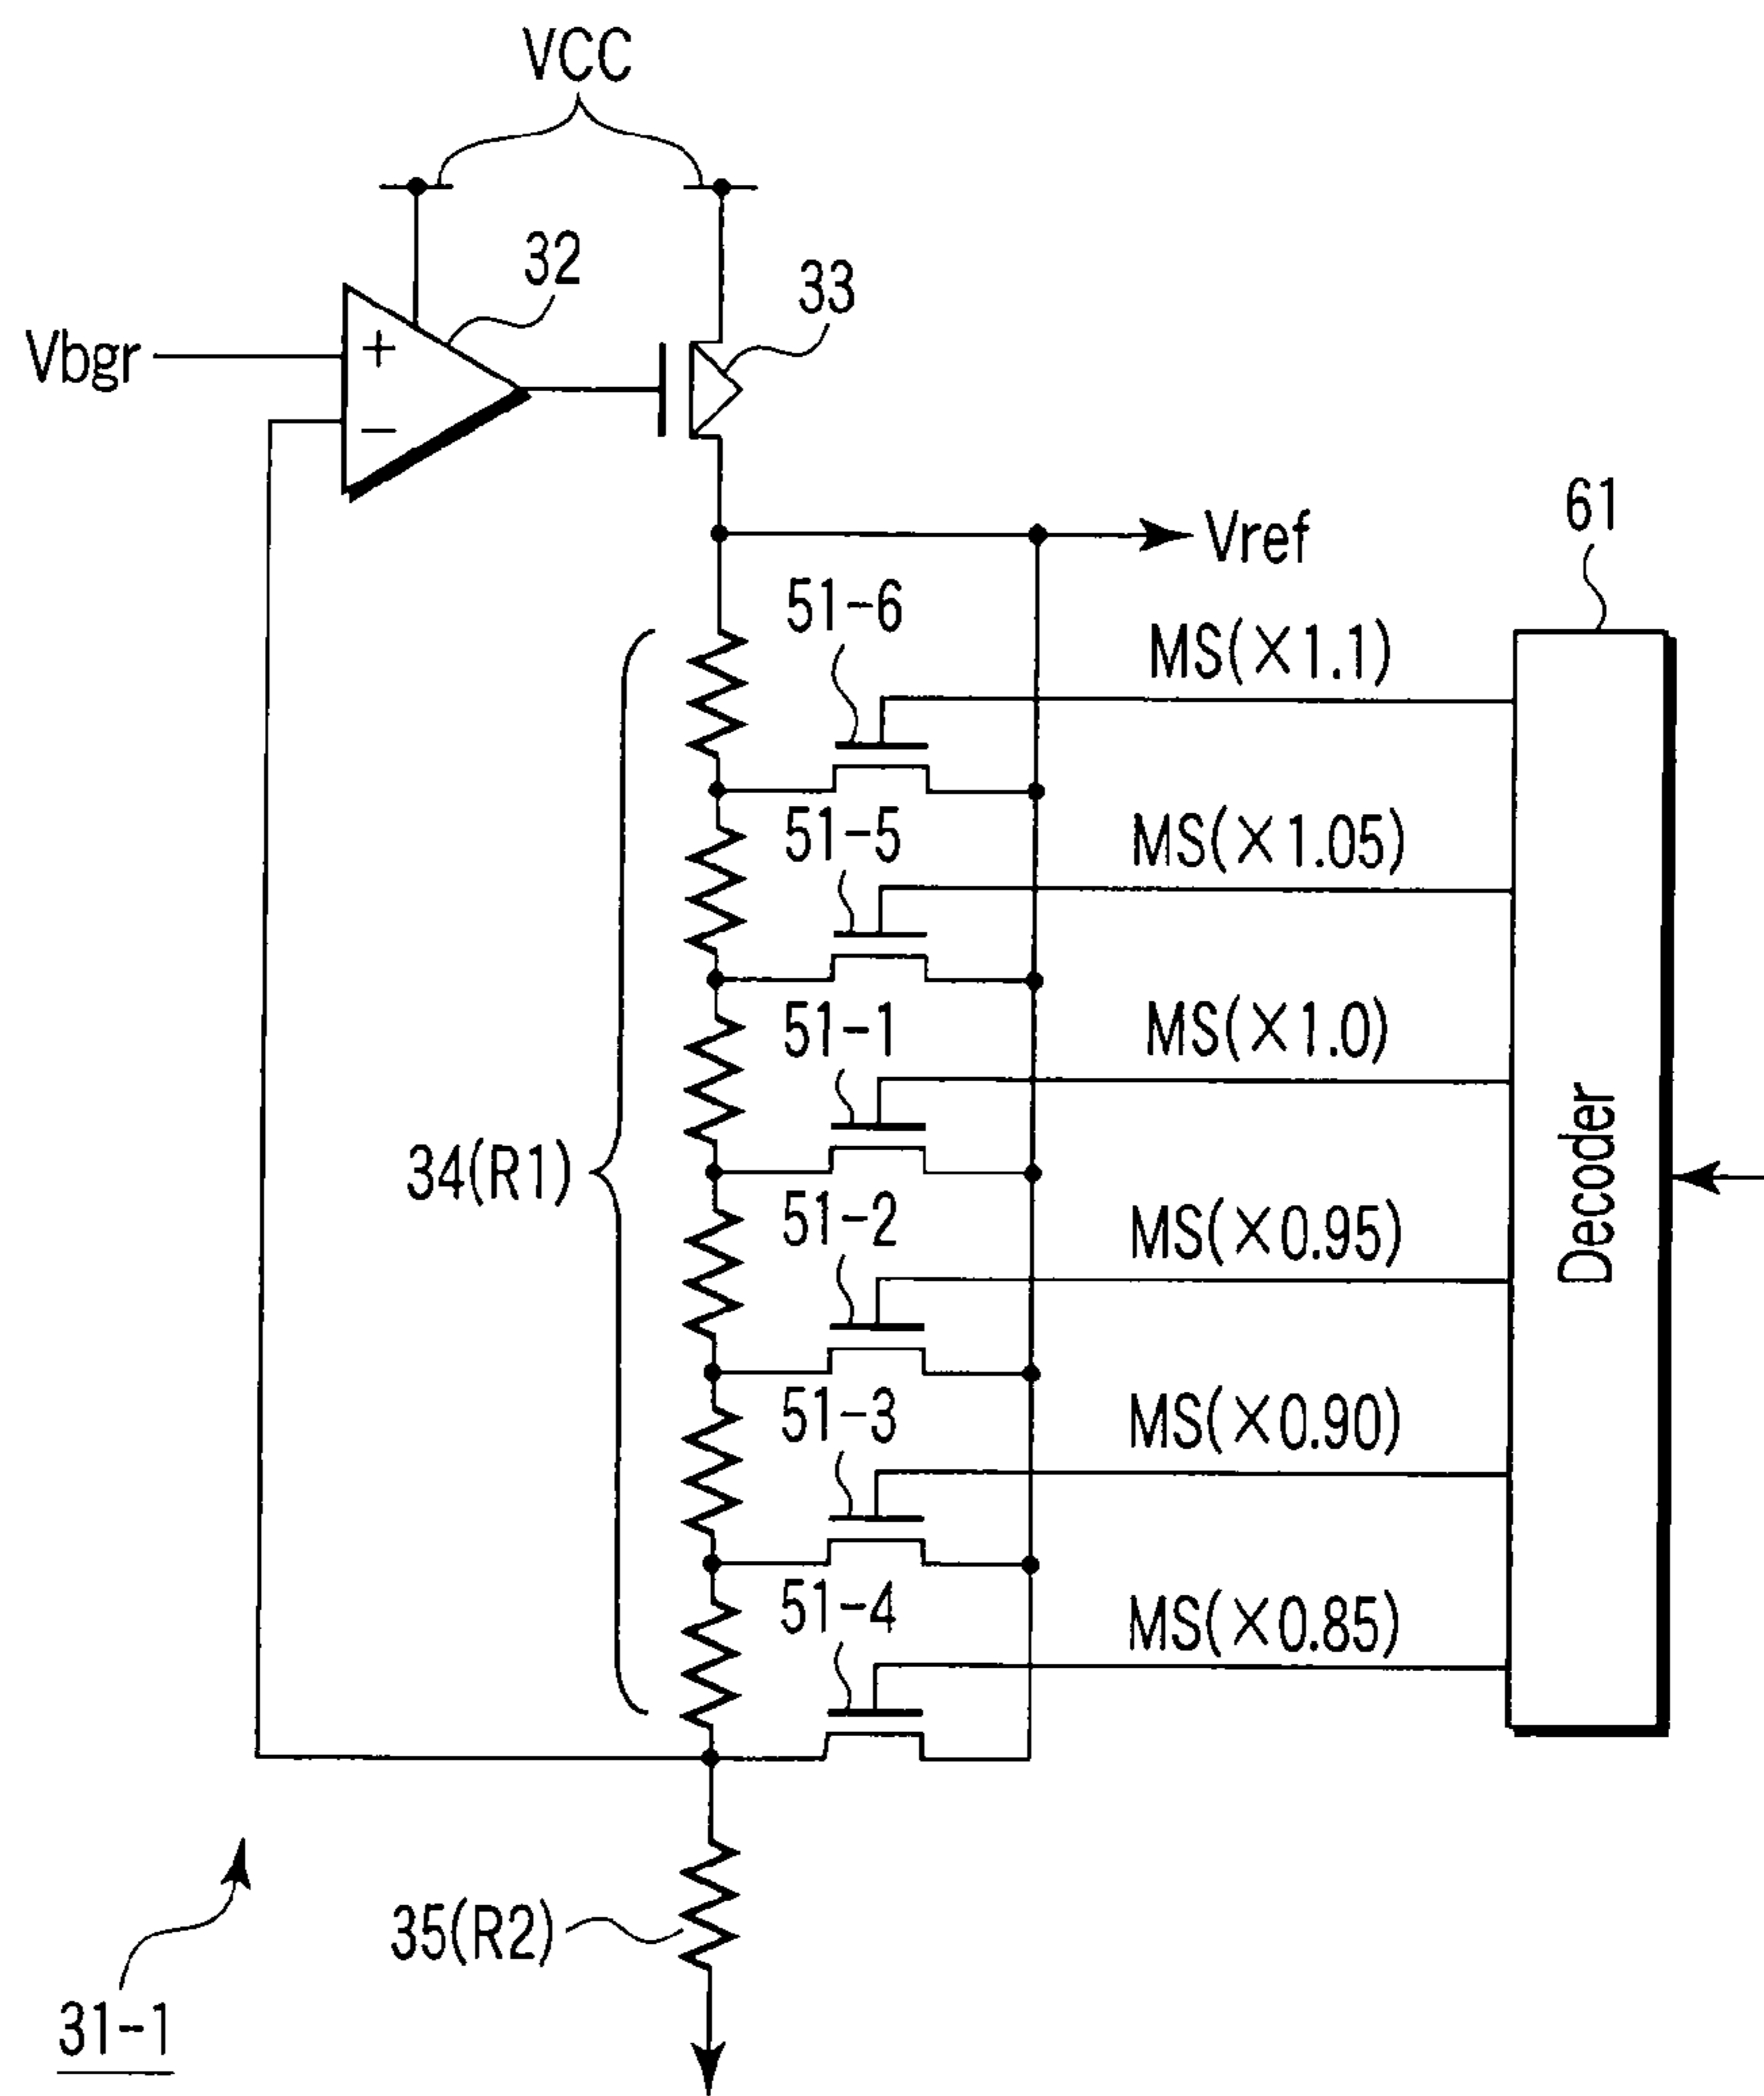 VCC
32
33
Vbgr
+
−
Vref
61
51-6
MS(×1.1)
51-5
MS(×1.05)
51-1
MS(×1.0)
34(R1)
51-2
MS(×0.95)
Decoder
51-3
MS(×0.90)
51-4
MS(×0.85)
35(R2)
31-1